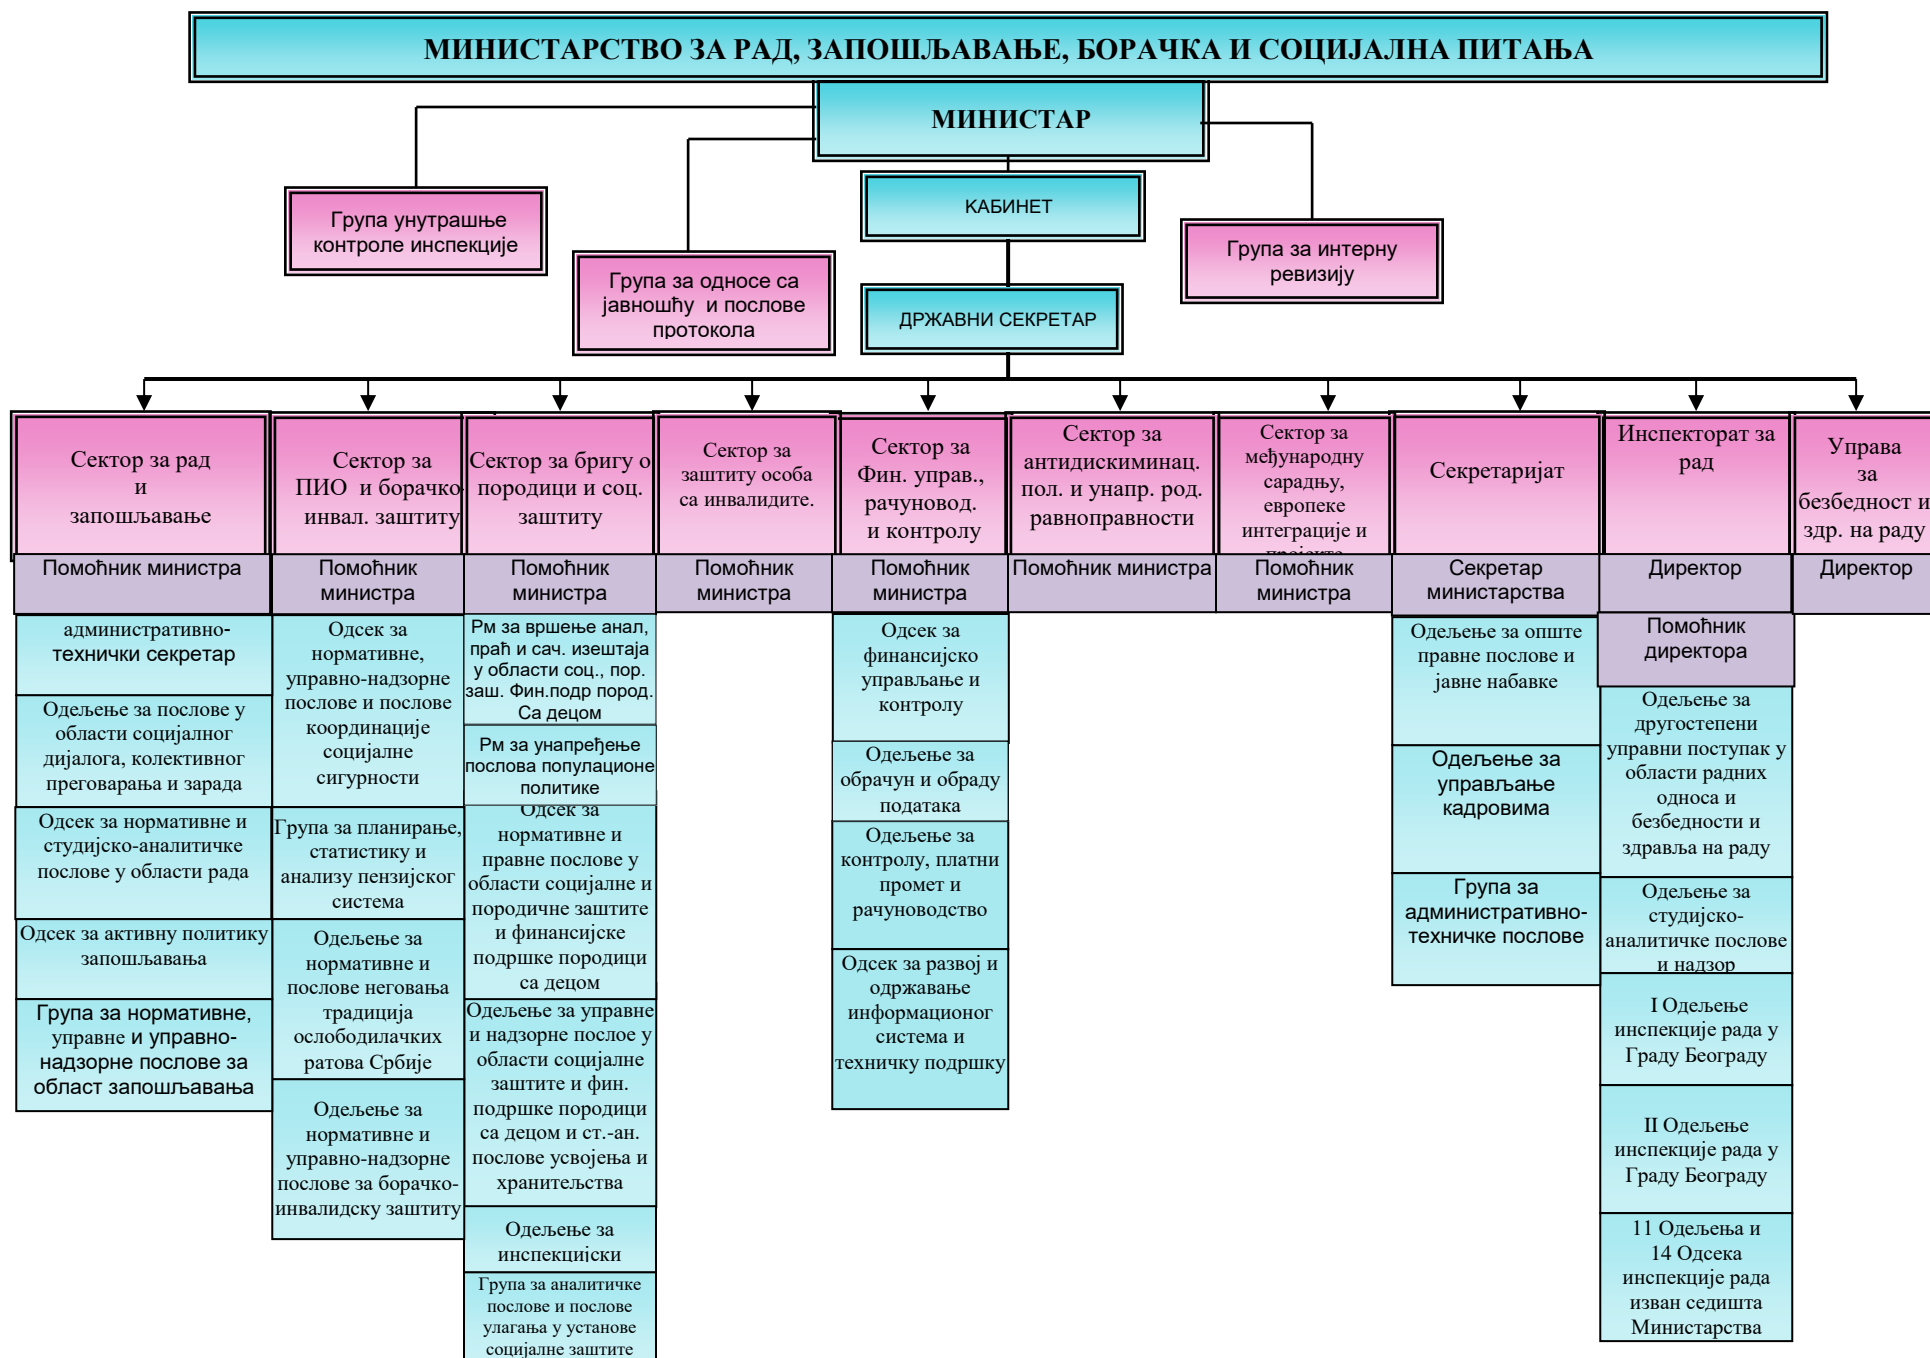 МИНИСТАРСТВО ЗА РАД, ЗАПОШЉАВАЊЕ, БОРАЧКА И СОЦИЈАЛНА ПИТАЊА
МИНИСТАР
КАБИНЕТ
ДРЖАВНИ СЕКРЕТАР
Група унутрашње
контроле инспекције
Група за односе са
јавношћу и послове
протокола
Група за интерну
ревизију
Сектор за рад
и
запошљавање
Помоћник министра
административно-
технички секретар
Одељење за послове у
области социјалног
дијалога, колективног
преговарања и зарада
Одсек за нормативне и
студијско-аналитичке
послове у области рада
Одсек за активну политику
запошљавања
Група за нормативне,
управне и управно-
надзорне послове за
област запошљавања
Сектор за
ПИО и борачко-
инвал. заштиту
Помоћник
министра
Одсек за
нормативне,
управно-надзорне
послове и послове
координације
социјалне
сигурности
Група за планирање,
статистику и
анализу пензијског
система
Одељење за
нормативне и
послове неговања
традиција
ослободилачких
ратова Србије
Одељење за
нормативне и
управно-надзорне
послове за борачко-
инвалидску заштиту
Сектор за бригу о
породици и соц.
заштиту
Помоћник
министра
Рм за вршење анал,
праћ и сач. изештаја
у области соц., пор.
заш. Фин.подр пород.
Са децом
Рм за унапређење
послова популационе
политике
Одсек за
нормативне и
правне послове у
области социјалне и
породичне заштите
и финансијске
подршке породици
са децом
Одељење за управне
и надзорне послое у
области социјалне
заштите и фин.
подршке породици
са децом и ст.-ан.
послове усвојења и
хранитељства
Одељење за
инспекцијски
Група за аналитичке
послове и послове
улагања у установе
социјалне заштите
Сектор за
заштиту особа
са инвалидите.
Помоћник
министра
Сектор за
Фин. управ.,
рачуновод.
и контролу
Помоћник
министра
Одсек за
финансијско
управљање и
контролу
Одељење за
обрачун и обраду
података
Одељење за
контролу, платни
промет и
рачуноводство
Одсек за развој и
одржавање
информационог
система и
техничку подршку
Сектор за
антидискиминац.
пол. и унапр. род.
равноправности
Помоћник министра
Сектор за
међународну
сарадњу,
европеке
интеграције и
пројекте
Помоћник
министра
Секретаријат
Секретар
министарства
Одељење за опште
правне послове и
јавне набавке
Одељење за
управљање
кадровима
Група за
административно-
техничке послове
Инспекторат за
рад
Директор
Помоћник
директора
Одељење за
другостепени
управни поступак у
области радних
односа и
безбедности и
здравља на раду
Одељење за
студијско-
аналитичке послове
и надзор
I Одељење
инспекције рада у
Граду Београду
II Одељење
инспекције рада у
Граду Београду
11 Одељења и
14 Одсека
инспекције рада
изван седишта
Министарства
Управа
за
безбедност и
здр. на раду
Директор